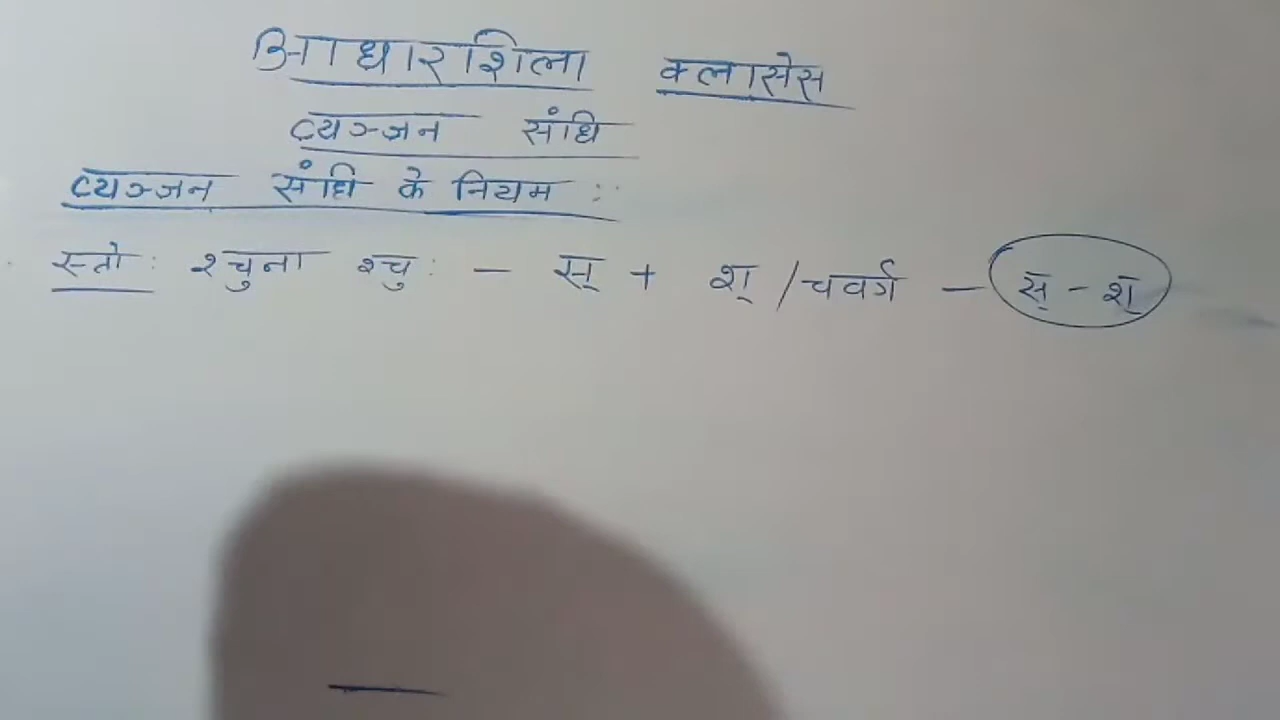 आधारशिला क्लासेस
व्यञ्जन संधि
व्यञ्जन संधि के नियम :
स्तो: श्चुना श्चु: - स् + श् / चवर्ग - स् - श्